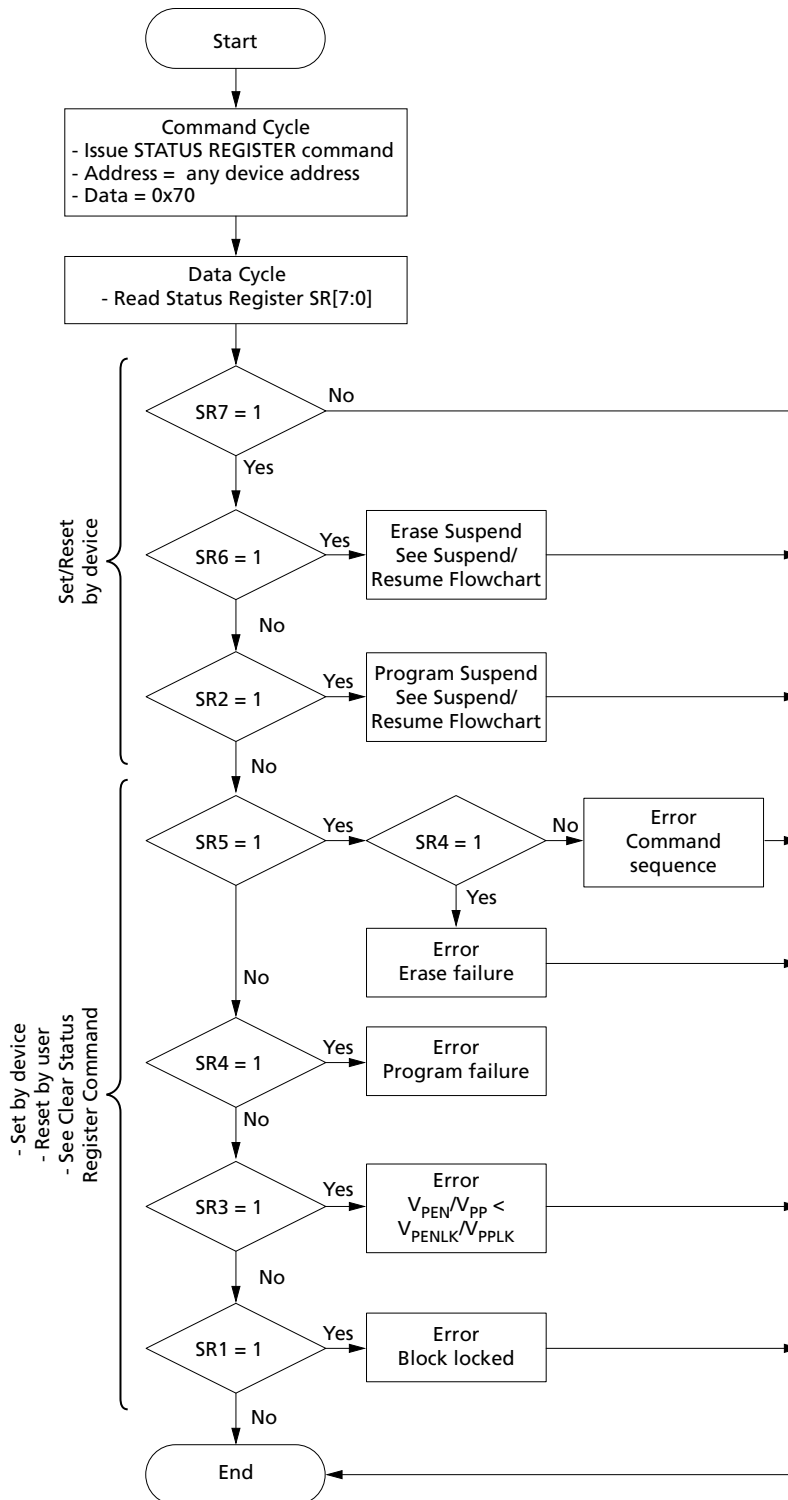 Start
Command Cycle
- Issue STATUS REGISTER command
- Address = any device address
- Data = 0x70
Data Cycle
- Read Status Register SR[7:0]
Set/Reset
by device
SR7 = 1
No
Yes
SR6 = 1
Yes
Erase Suspend
See Suspend/
Resume Flowchart
No
SR2 = 1
Yes
Program Suspend
See Suspend/
Resume Flowchart
No
- Set by device
- Reset by user
- See Clear Status
Register Command
SR5 = 1
Yes
SR4 = 1
No
Error
Command
sequence
Yes
Error
Erase failure
No
SR4 = 1
Yes
Error
Program failure
No
SR3 = 1
Yes
Error
VPEN/VPP <
VPENLK/VPPLK
No
SR1 = 1
Yes
Error
Block locked
No
End